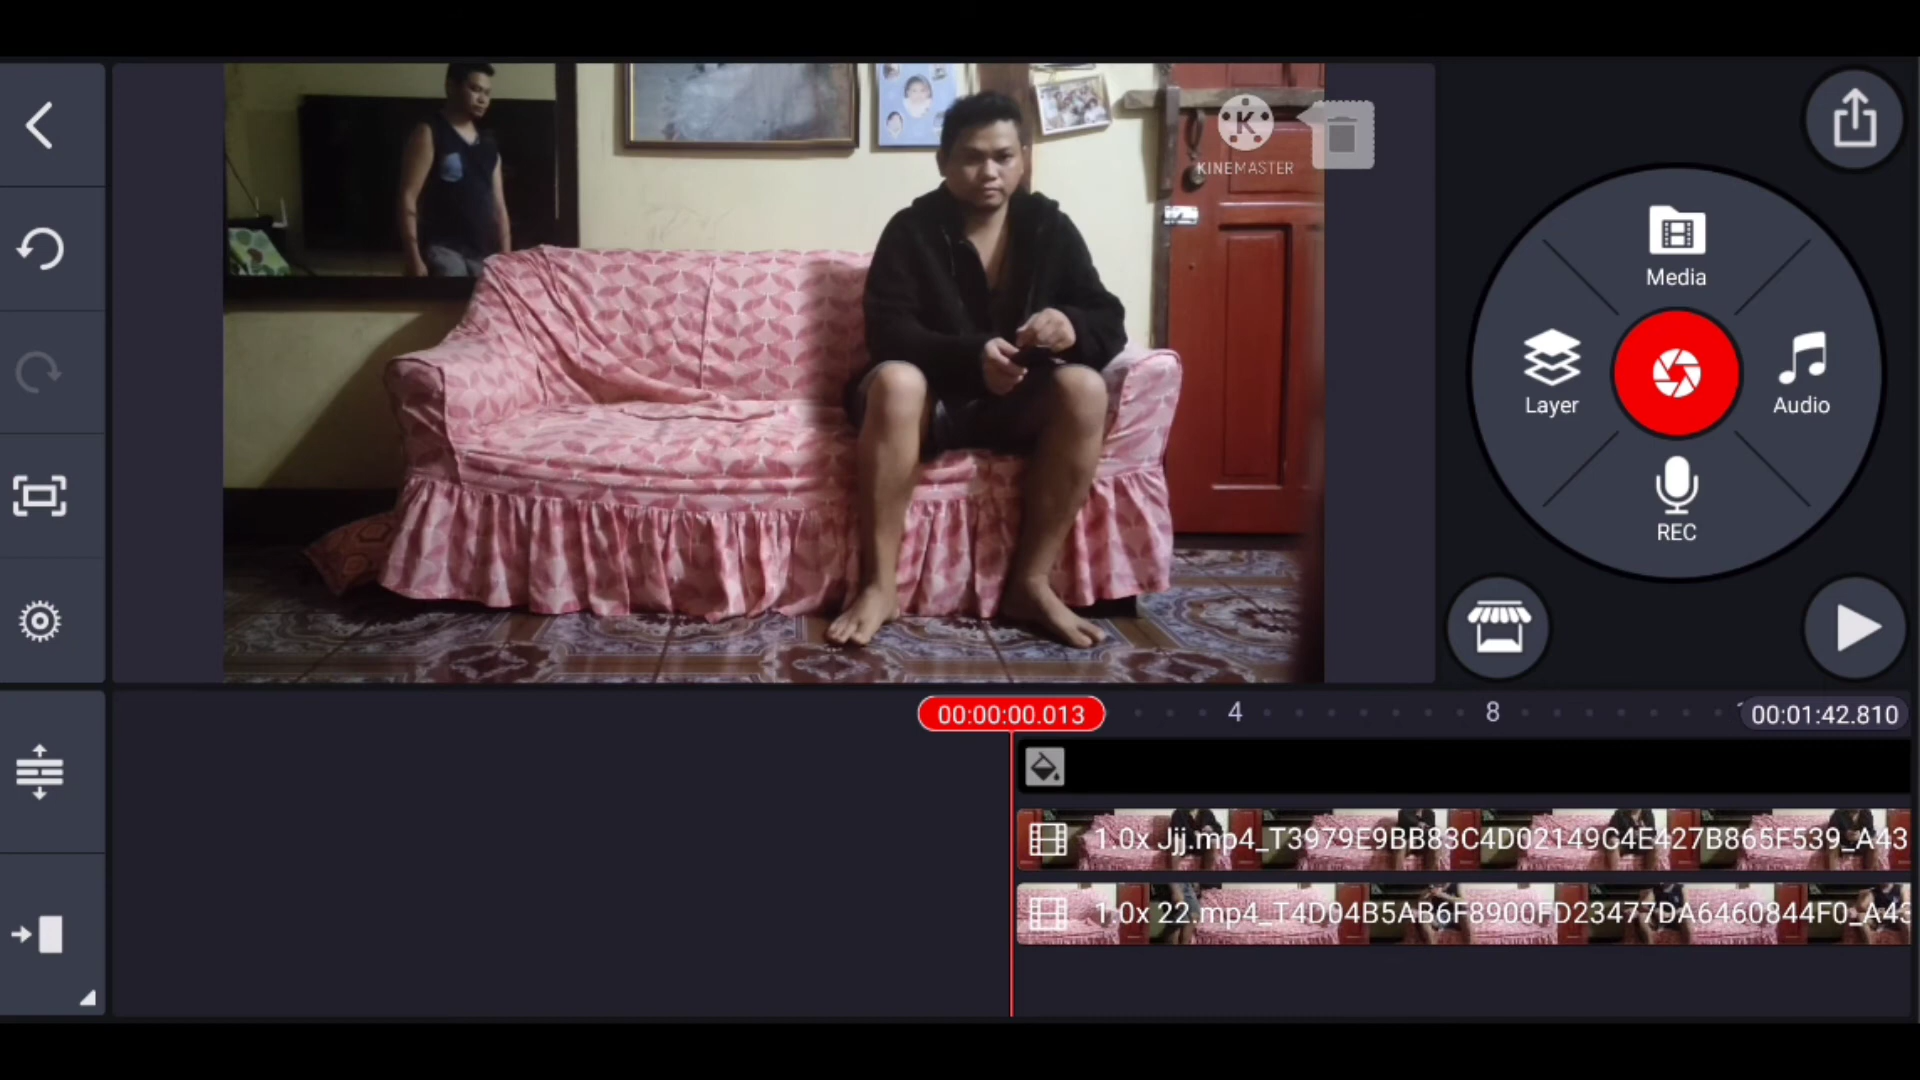 KINEMASTER
Media
Layer
Audio
REC
00:00:00.013
4
8
00:01:42.810
1.0x Jjj.mp4_T3979E9BB83C4D02149C4E427B865F539_A43
1.0x 22.mp4_T4D04B5AB6F8900FD23477DA6460844F0_A43